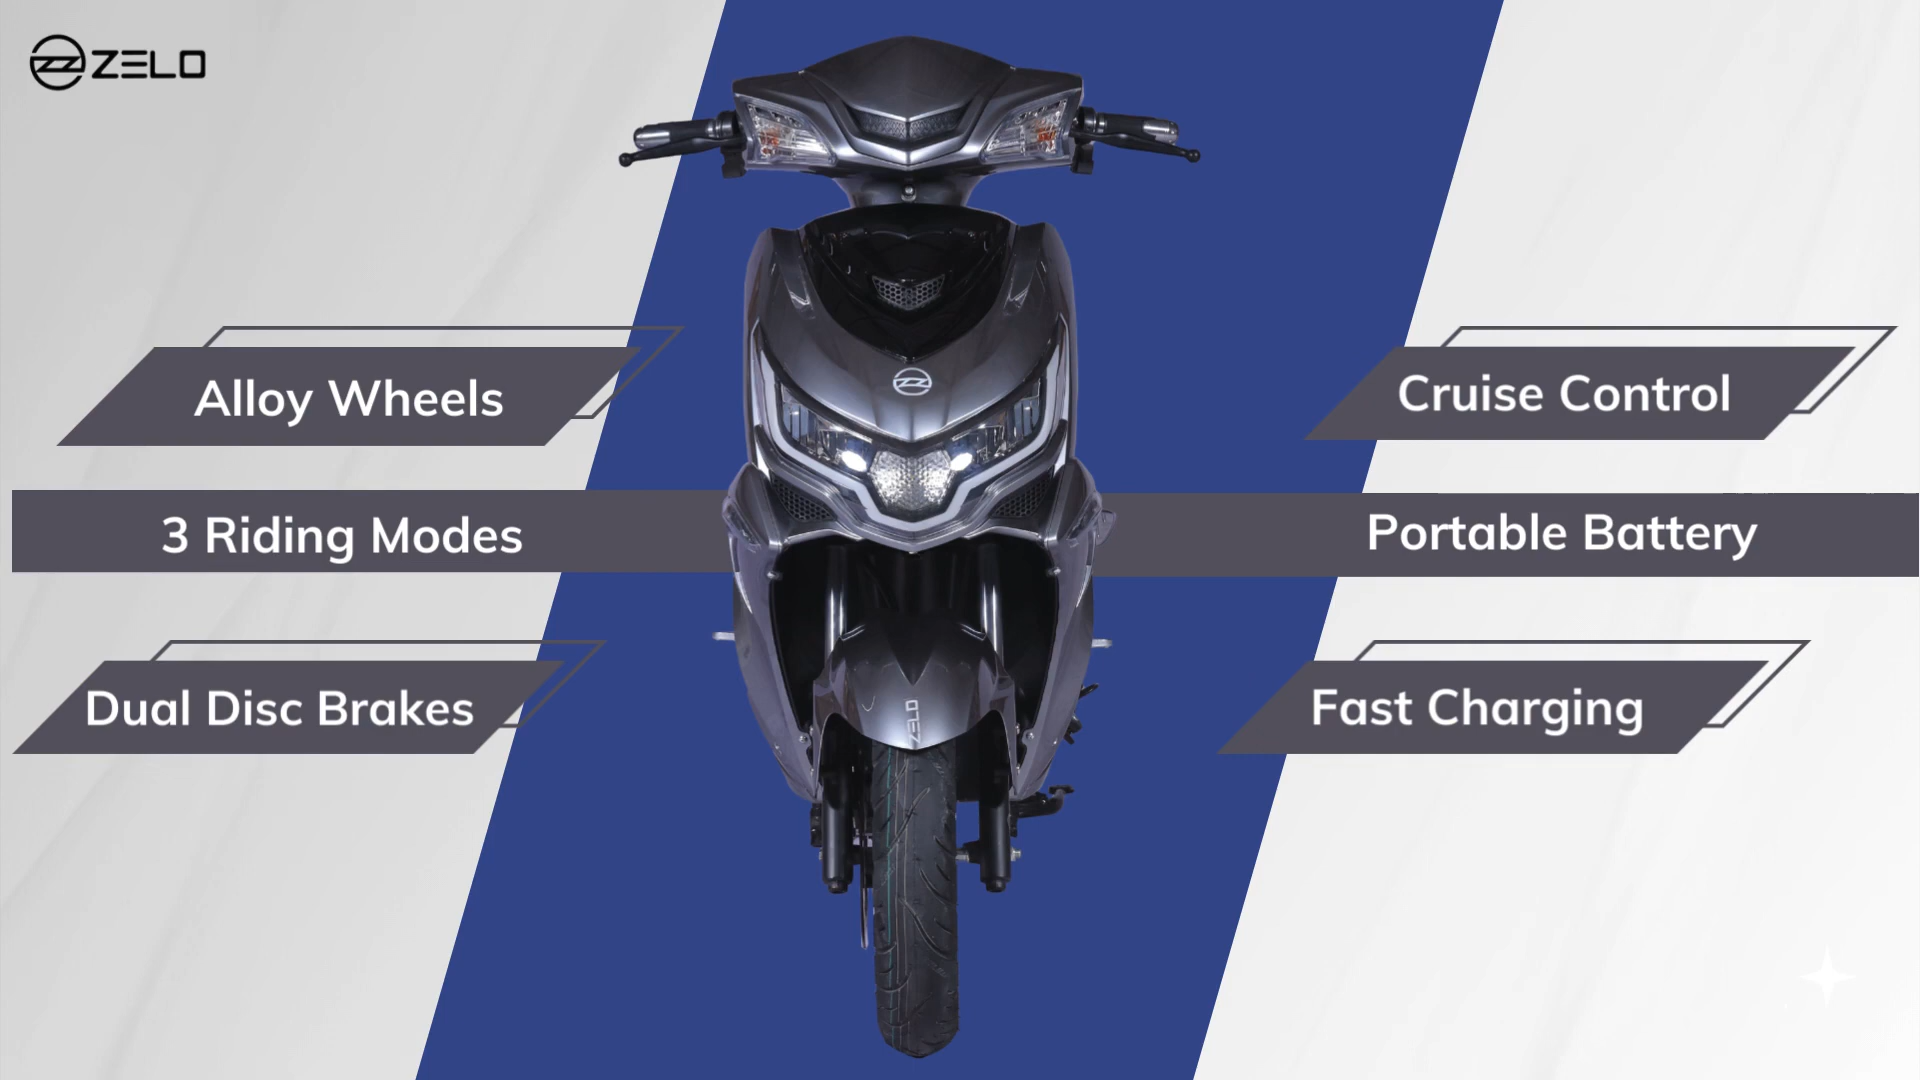 ZELO
Alloy Wheels
Cruise Control
3 Riding Modes
Portable Battery
Dual Disc Brakes
Fast Charging
ZELO